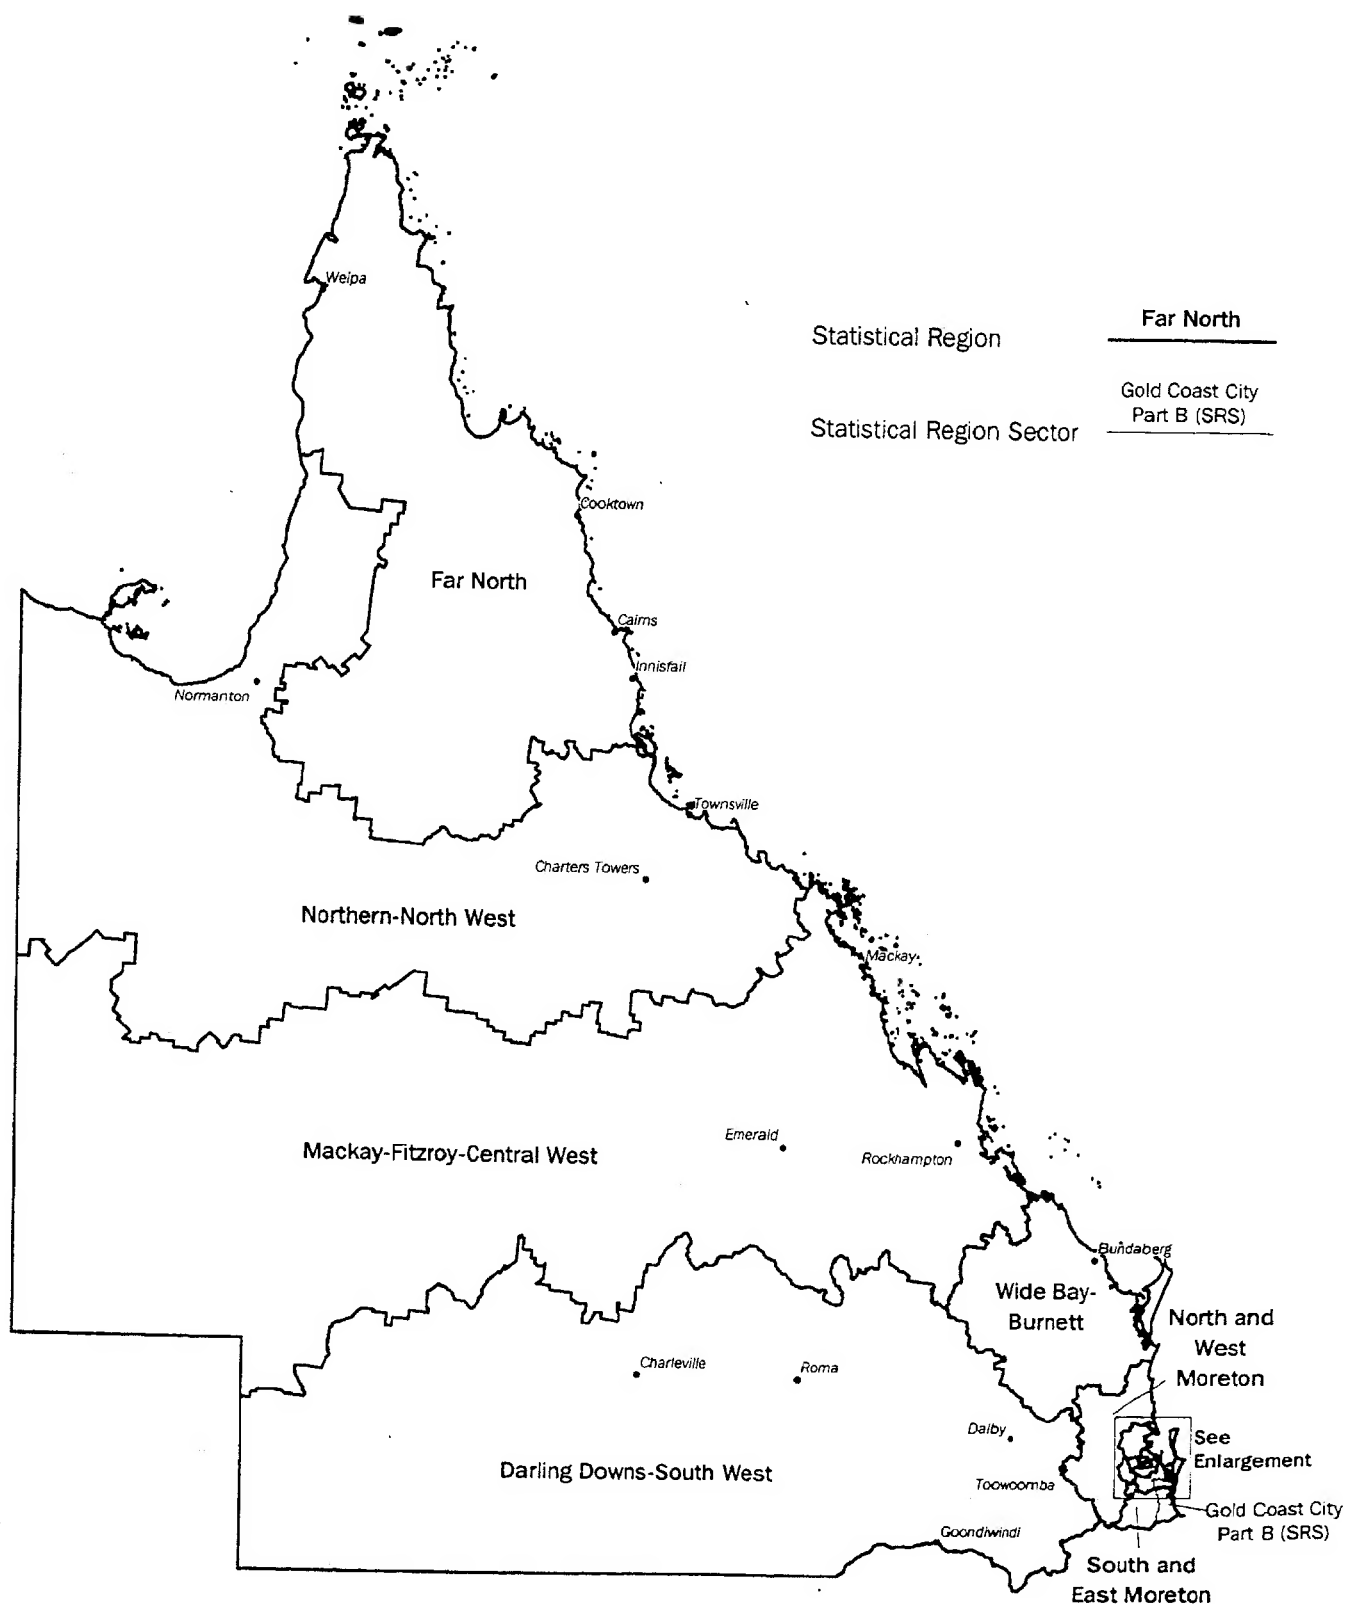 Weipa
Far North
Statistical Region
Gold Coast City
Part B (SRS)
Statistical Region Sector
Cooktown
Far North
Cairns
Innisfail
Normanton
Townsville
Charters Towers
Northern-North West
Mackay
Emerald
Mackay-Fitzroy-Central West
Rockhampton
Bundaberg
Wide Bay-
Burnett
North and
West
Moreton
Charleville
Roma
Dalby
See
Enlargement
Darling Downs-South West
Toowoomba
Gold Coast City
Part B (SRS)
Goondiwindi
South and
East Moreton